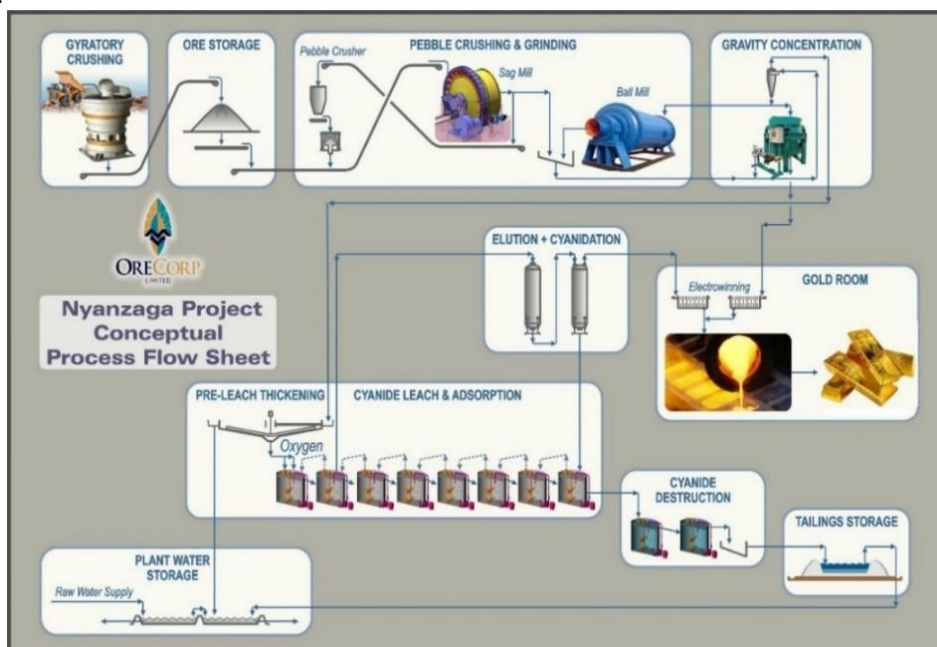 GYRATORY
CRUSHING
ORE STORAGE
PEBBLE CRUSHING & GRINDING
Pebble Crusher
Sag Mill
Ball Mill
GRAVITY CONCENTRATION
ORECORP
LIMITED
Nyanzaga Project
Conceptual
Process Flow Sheet
ELUTION + CYANIDATION
GOLD ROOM
Electrowinning
PRE-LEACH THICKENING
CYANIDE LEACH & ADSORPTION
Oxygen
CYANIDE
DESTRUCTION
TAILINGS STORAGE
PLANT WATER
STORAGE
Raw Water Supply